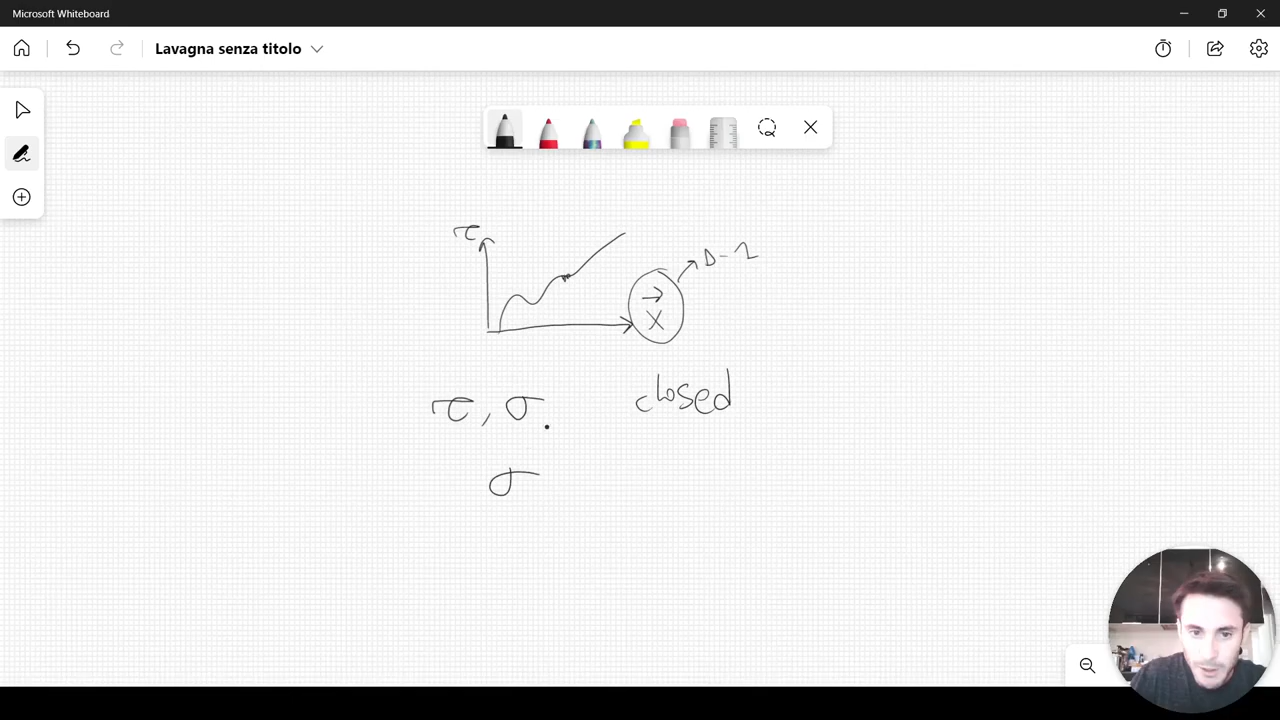 Microsoft Whiteboard
Lavagna senza titolo
τ
D-1
→
x
τ, σ
closed
σ